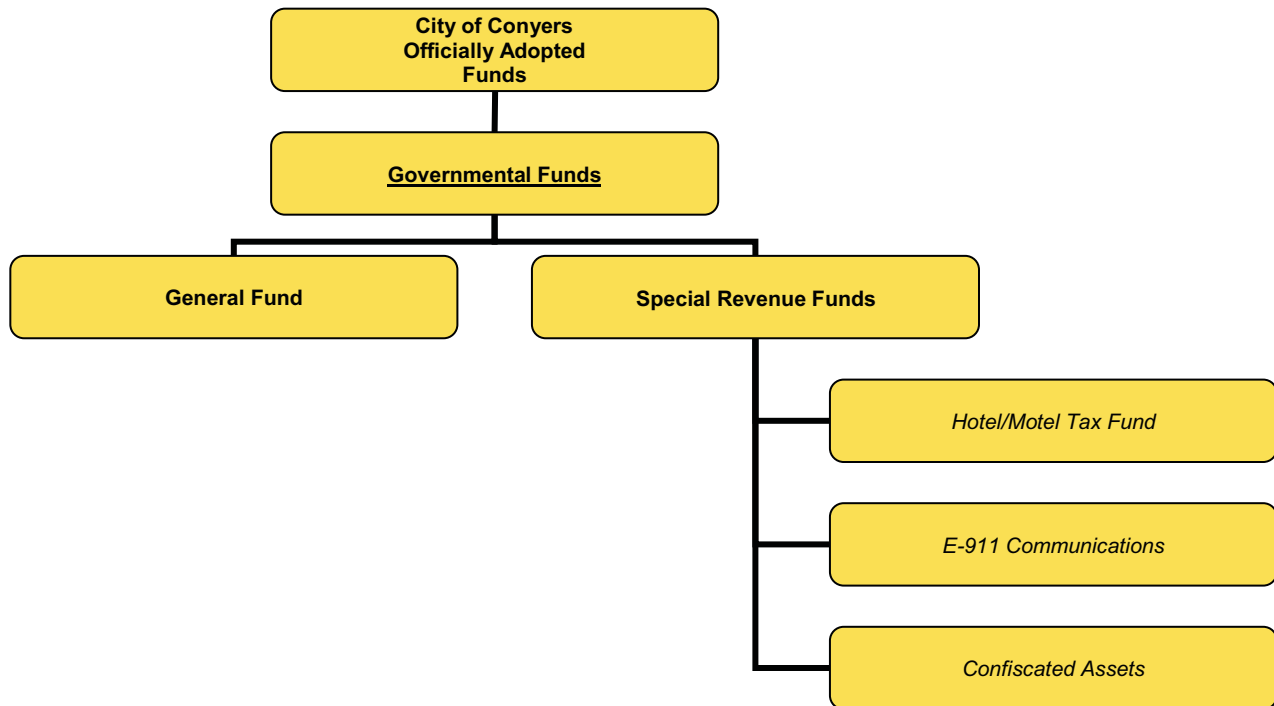 City of Conyers
Officially Adopted
Funds
Governmental Funds
General Fund
Special Revenue Funds
Hotel/Motel Tax Fund
E-911 Communications
Confiscated Assets